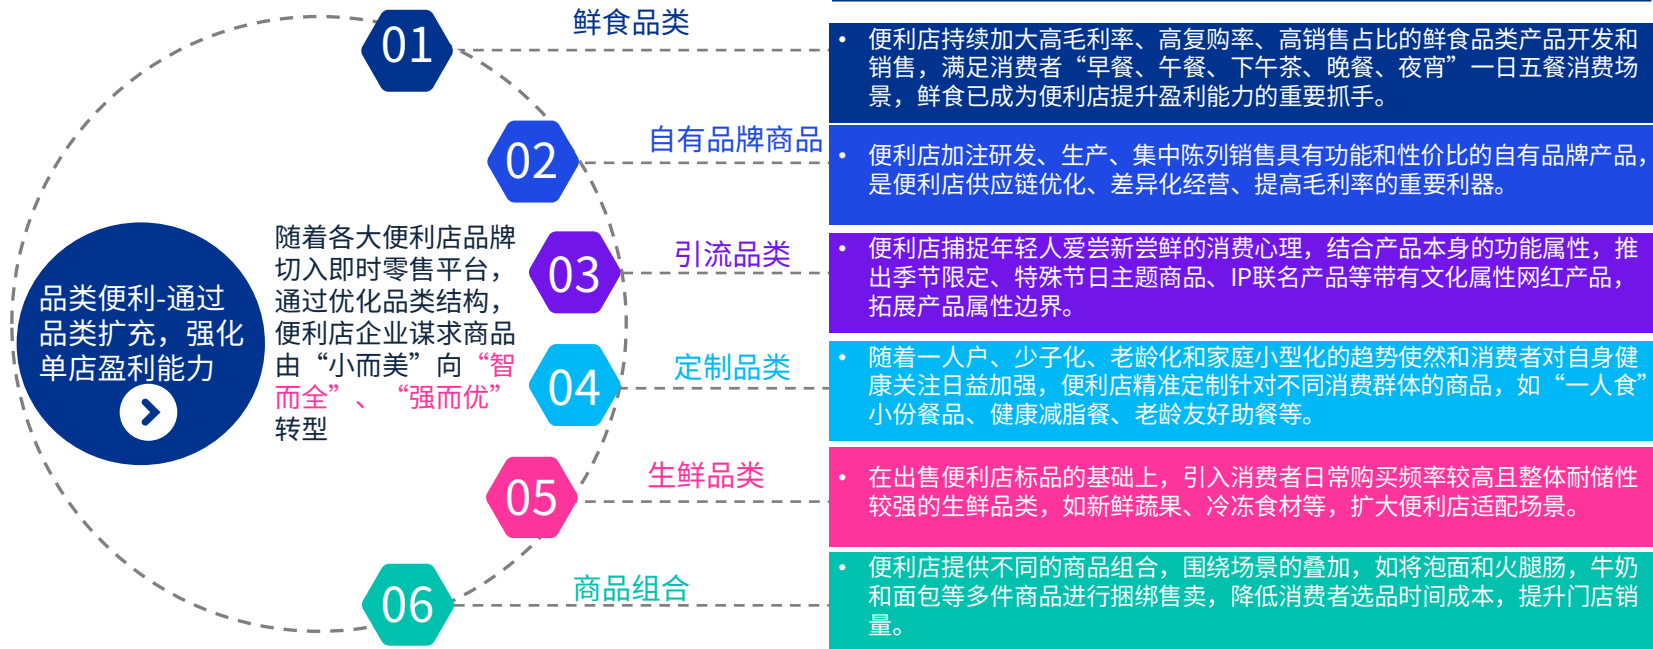 品类便利-通过
品类扩充，强化
单店盈利能力
随着各大便利店品牌
切入即时零售平台，
通过优化品类结构，
便利店企业谋求商品
由“小而美”向“智
而全”、“强而优”
转型
01
鲜食品类
• 便利店持续加大高毛利率、高复购率、高销售占比的鲜食品类产品开发和
销售，满足消费者“早餐、午餐、下午茶、晚餐、夜宵”一日五餐消费场
景，鲜食已成为便利店提升盈利能力的重要抓手。
02
自有品牌商品
• 便利店加注研发、生产、集中陈列销售具有功能和性价比的自有品牌产品，
是便利店供应链优化、差异化经营、提高毛利率的重要利器。
03
引流品类
• 便利店捕捉年轻人爱尝新尝鲜的消费心理，结合产品本身的功能属性，推
出季节限定、特殊节日主题商品、IP联名产品等带有文化属性网红产品，
拓展产品属性边界。
04
定制品类
• 随着一人户、少子化、老龄化和家庭小型化的趋势使然和消费者对自身健
康关注日益加强，便利店精准定制针对不同消费群体的商品，如“一人食”
小份餐品、健康减脂餐、老龄友好助餐等。
05
生鲜品类
• 在出售便利店标品的基础上，引入消费者日常购买频率较高且整体耐储性
较强的生鲜品类，如新鲜蔬果、冷冻食材等，扩大便利店适配场景。
06
商品组合
• 便利店提供不同的商品组合，围绕场景的叠加，如将泡面和火腿肠，牛奶
和面包等多件商品进行捆绑售卖，降低消费者选品时间成本，提升门店销
量。